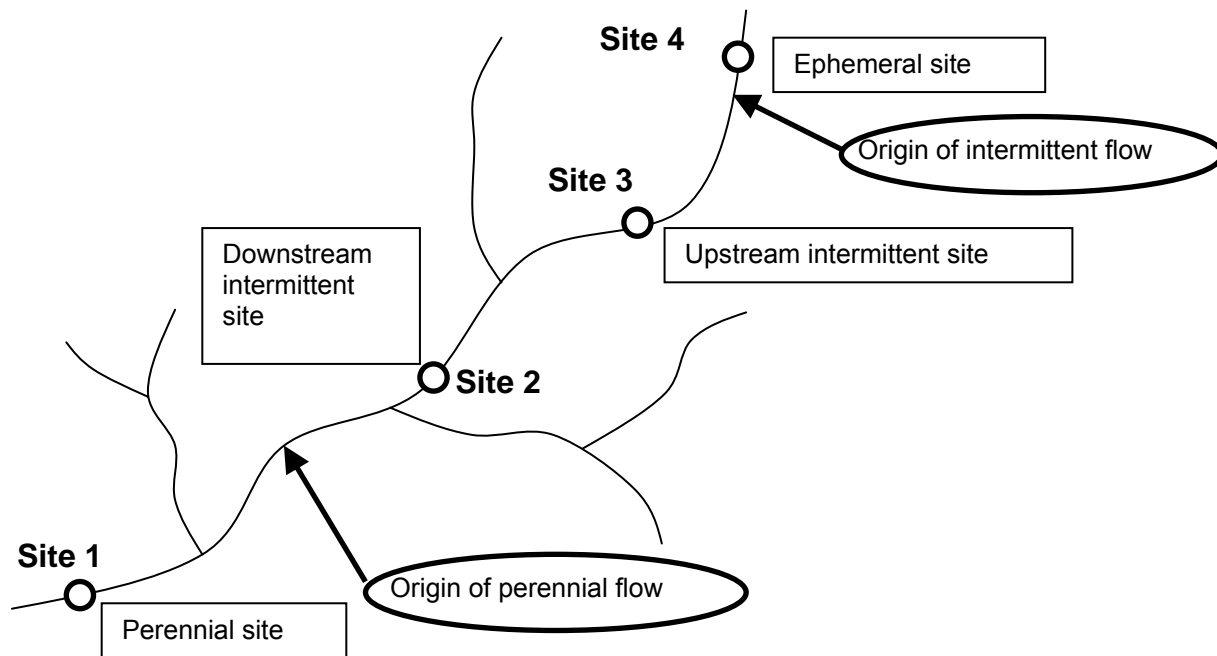 Site 4
Ephemeral site
Origin of intermittent flow
Site 3
Upstream intermittent site
Downstream
intermittent
site
Site 2
Site 1
Origin of perennial flow
Perennial site